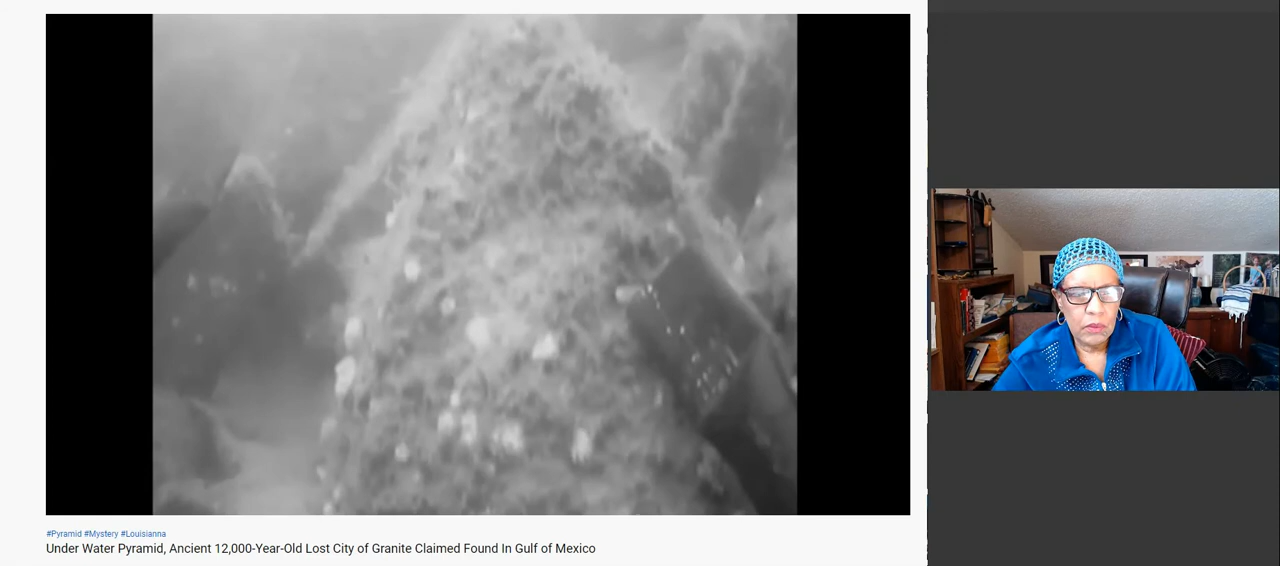 #Pyramid #Mystery #Louisianna
Under Water Pyramid, Ancient 12,000-Year-Old Lost City of Granite Claimed Found In Gulf of Mexico